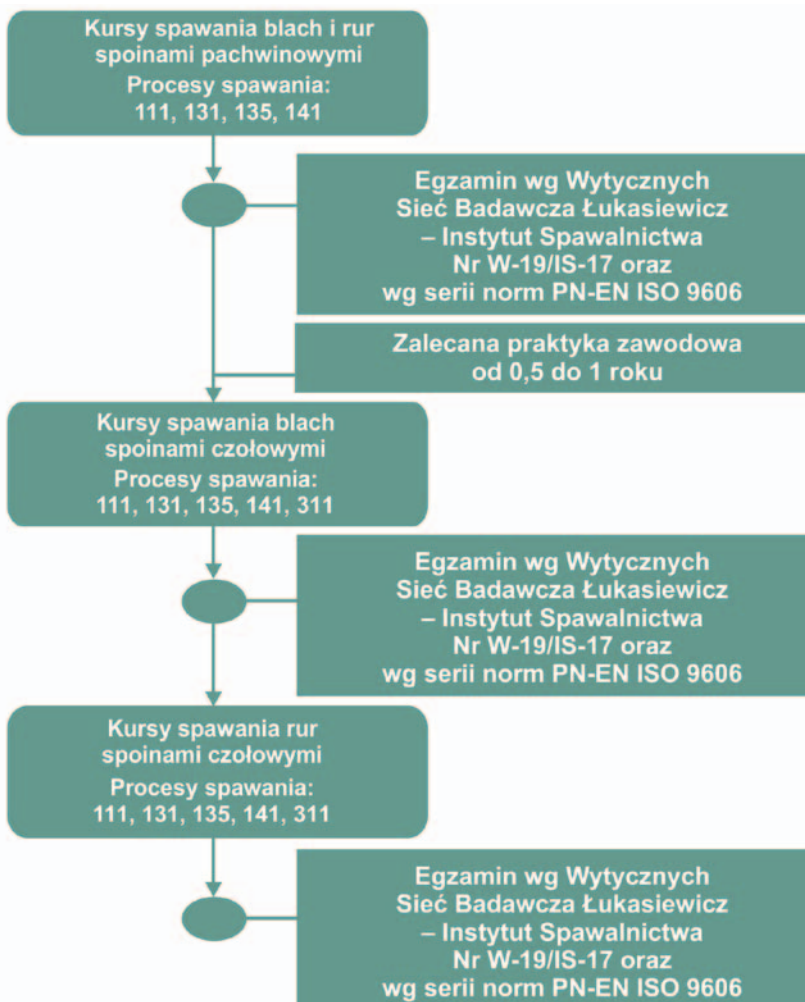 Kursy spawania blach i rur
spoinami pachwinowymi
Procesy spawania:
111, 131, 135, 141
Egzamin wg Wytycznych
Sieć Badawcza Łukasiewicz
– Instytut Spawalnictwa
Nr W-19/IS-17 oraz
wg serii norm PN-EN ISO 9606
Zalecana praktyka zawodowa
od 0,5 do 1 roku
Kursy spawania blach
spoinami czołowymi
Procesy spawania:
111, 131, 135, 141, 311
Egzamin wg Wytycznych
Sieć Badawcza Łukasiewicz
– Instytut Spawalnictwa
Nr W-19/IS-17 oraz
wg serii norm PN-EN ISO 9606
Kursy spawania rur
spoinami czołowymi
Procesy spawania:
111, 131, 135, 141, 311
Egzamin wg Wytycznych
Sieć Badawcza Łukasiewicz
– Instytut Spawalnictwa
Nr W-19/IS-17 oraz
wg serii norm PN-EN ISO 9606